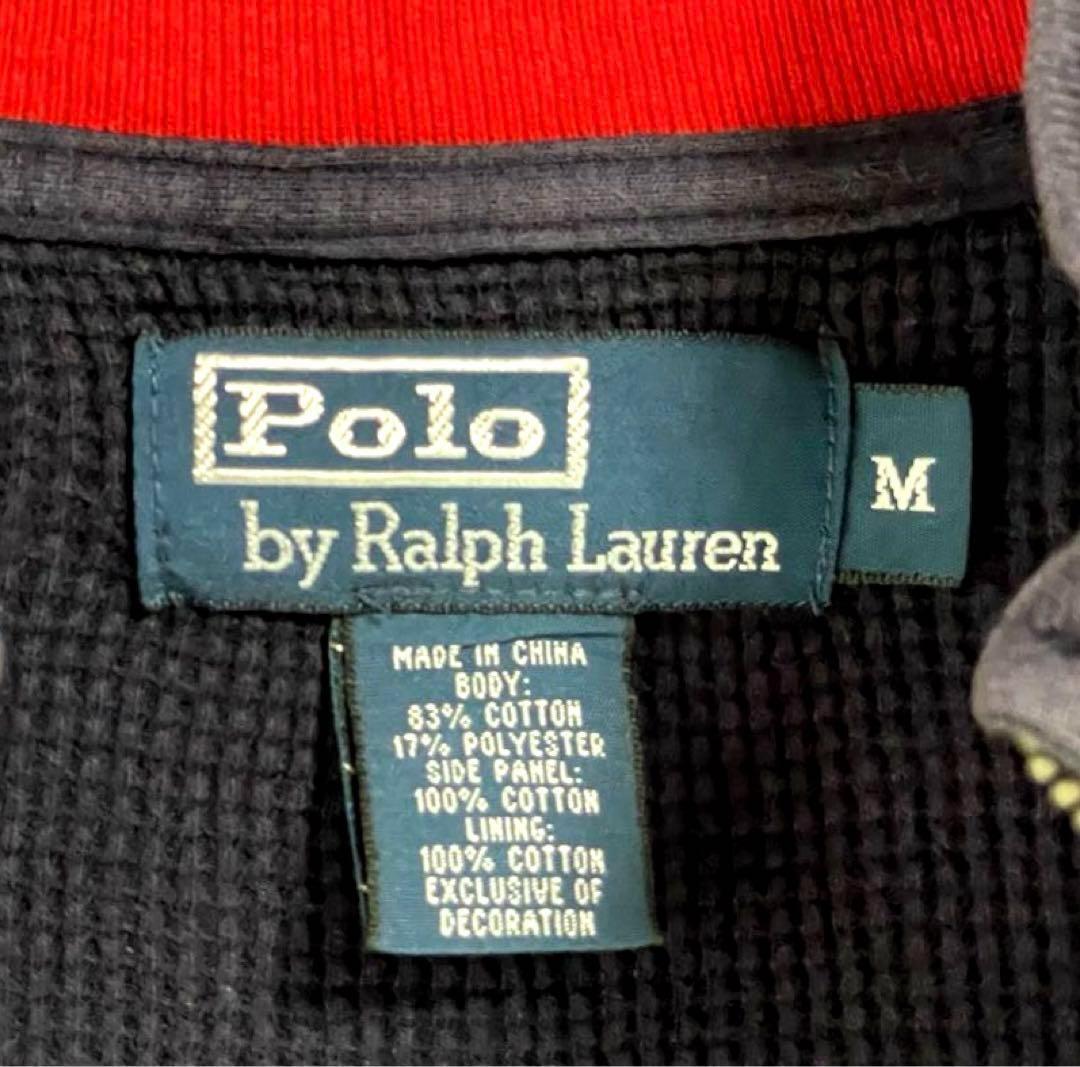 Polo
by Ralph Lauren
M
MADE IN CHINA
BODY:
83% COTTON
17% POLYESTER
SIDE PANEL:
100% COTTON
LINING:
100% COTTON
EXCLUSIVE OF
DECORATION